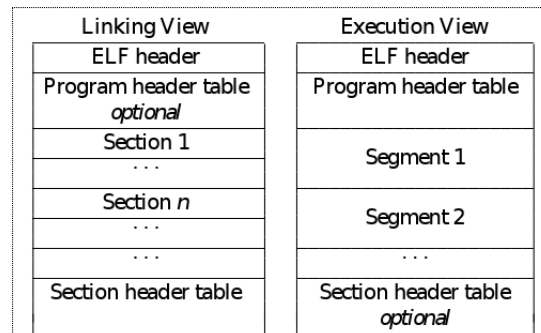 Linking View
ELF header
Program header table
optional
Section 1
. . .
Section n
. . .
. . .
Section header table
Execution View
ELF header
Program header table
Segment 1
Segment 2
. . .
Section header table
optional